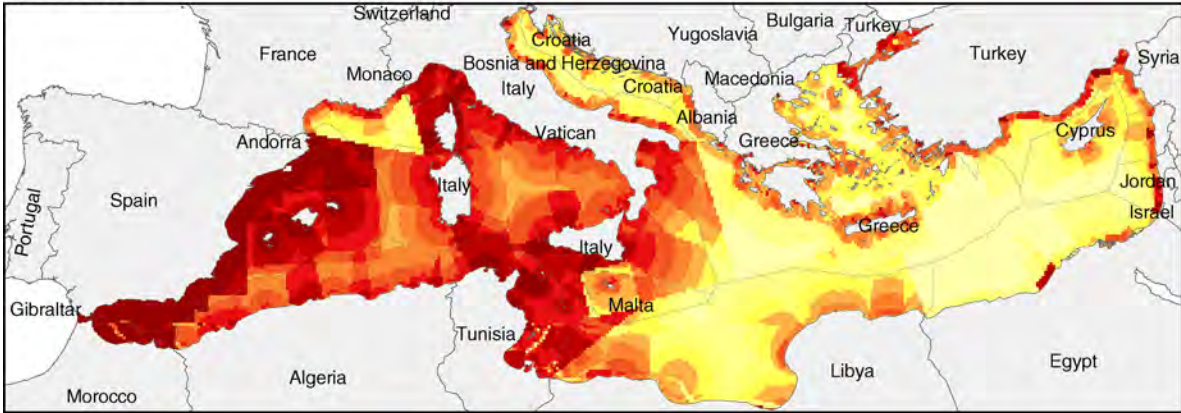 Switzerland
Bulgaria
Turkey
France
Croatia
Yugoslavia
Turkey
Syria
Bosnia and Herzegovina
Monaco
Macedonia
Italy
Croatia
Albania
Vatican
Cyprus
Andorra
Greece
Italy
Jordan
Spain
Portugal
Israel
Greece
Italy
Malta
Gibraltar
Tunisia
Egypt
Libya
Algeria
Morocco